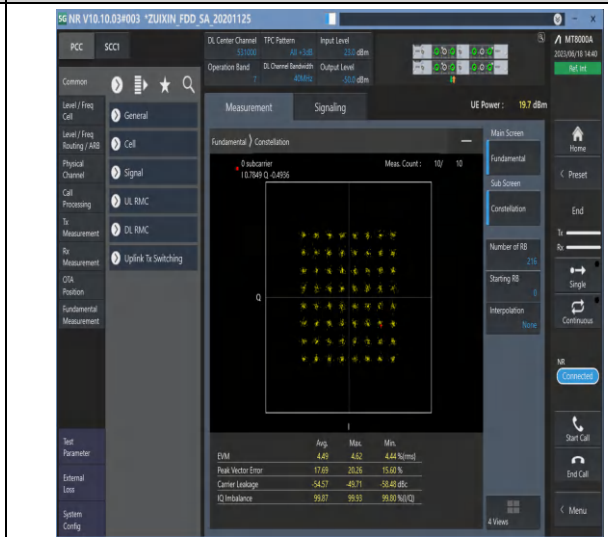 5G NR V10.10.03#003 *ZUIXIN_FDD_SA_20201125
PCC SCC1
DL Center Channel TPC Pattern Input Level
531000 All +3dB 23.0 dBm
Operation Band DL Channel Bandwidth Output Level
7 40MHz -50.0 dBm
MT8000A
2023/06/18 14:40
Ref. Int
Common
Level / Freq
Cell
Level / Freq
Routing / ARB
Physical
Channel
Call
Processing
Tx
Measurement
Rx
Measurement
OTA
Position
Fundamental
Measurement
Test
Parameter
External
Loss
System
Config
General
Cell
Signal
UL RMC
DL RMC
Uplink Tx Switching
Measurement Signaling
UE Power : 19.7 dBm
Fundamental ⟩ Constellation
0 subcarrier Meas. Count : 10/ 10
I 0.7849 Q -0.4956
Q
I
Avg. Max. Min.
EVM 4.49 4.62 4.44 %(rms)
Peak Vector Error 17.69 20.26 15.60 %
Carrier Leakage -54.57 -49.71 -58.48 dBc
IQ Imbalance 99.87 99.93 99.80 %(I/Q)
Main Screen
Fundamental
Sub Screen
Constellation
Number of RB
216
Starting RB
0
Interpolation
None
4 Views
Home
< Preset
End
Tx
Rx
Single
Continuous
NR
Connected
Start Call
End Call
< Menu